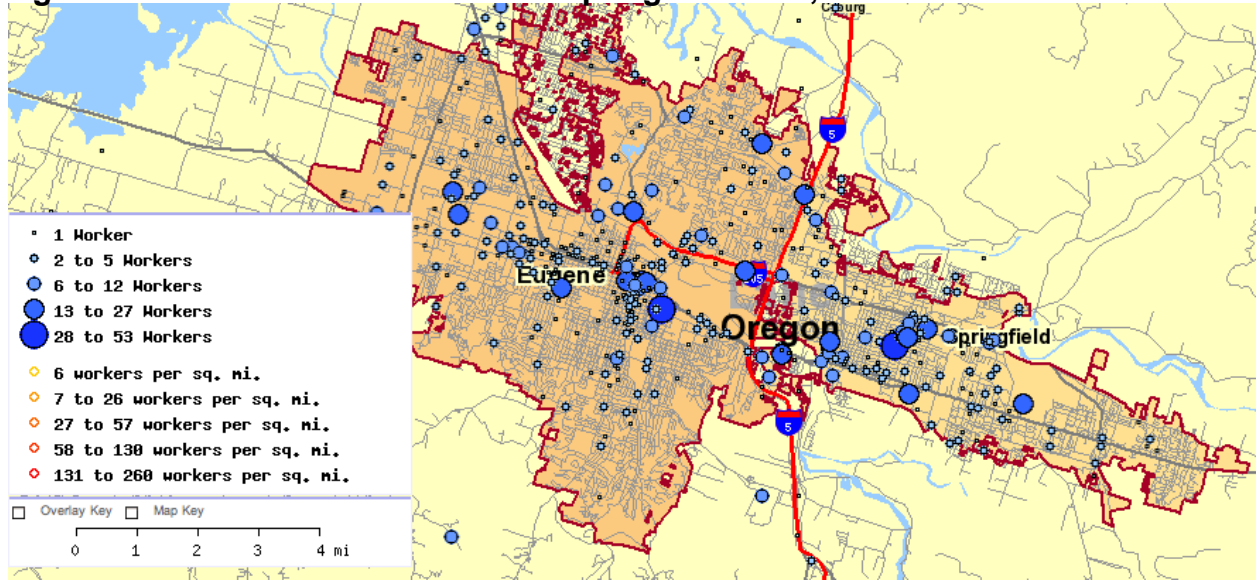 C burg
5
1 Worker
2 to 5 Workers
6 to 12 Workers
13 to 27 Workers
28 to 53 Workers
6 workers per sq. mi.
7 to 26 workers per sq. mi.
27 to 57 workers per sq. mi.
58 to 130 workers per sq. mi.
131 to 260 workers per sq. mi.
Overlay Key
Map Key
0 1 2 3 4 mi
Eugene
Oregon
Springfield
5